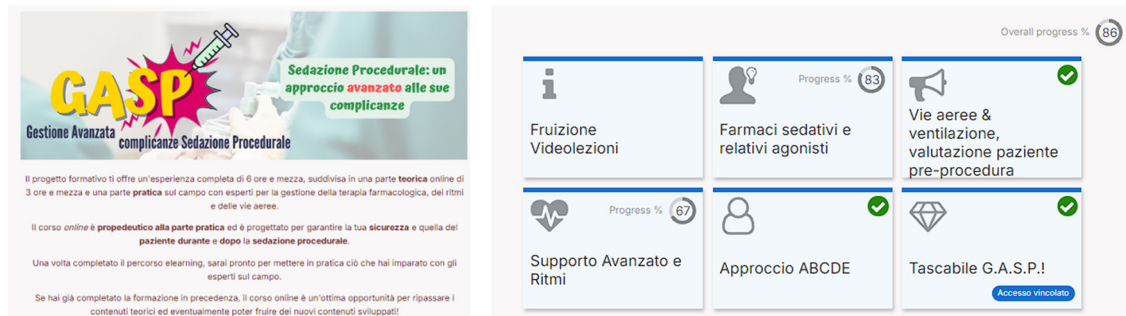 GASP
Gestione Avanzata
complicanze Sedazione Procedurale
Sedazione Procedurale: un
approccio avanzato alle sue
complicanze
Il progetto formativo ti offre un'esperienza completa di 6 ore e mezza, suddivisa in una parte teorica online di
3 ore e mezza e una parte pratica sul campo con esperti per la gestione della terapia farmacologica, dei ritmi
e delle vie aeree.
Il corso online è propedeutico alla parte pratica ed è progettato per garantire la tua sicurezza e quella del
paziente durante e dopo la sedazione procedurale.
Una volta completato il percorso elearning, sarai pronto per mettere in pratica ciò che hai imparato con gli
esperti sul campo.
Se hai già completato la formazione in precedenza, il corso online è un'ottima opportunità per ripassare i
contenuti teorici ed eventualmente poter fruire dei nuovi contenuti sviluppati!
Overall progress % 86
Fruizione
Videolezioni
Progress % 83
Farmaci sedativi e
relativi agonisti
Vie aeree &
ventilazione,
valutazione paziente
pre-procedura
Progress % 67
Supporto Avanzato e
Ritmi
Approccio ABCDE
Tascabile G.A.S.P.!
Accesso vincolato